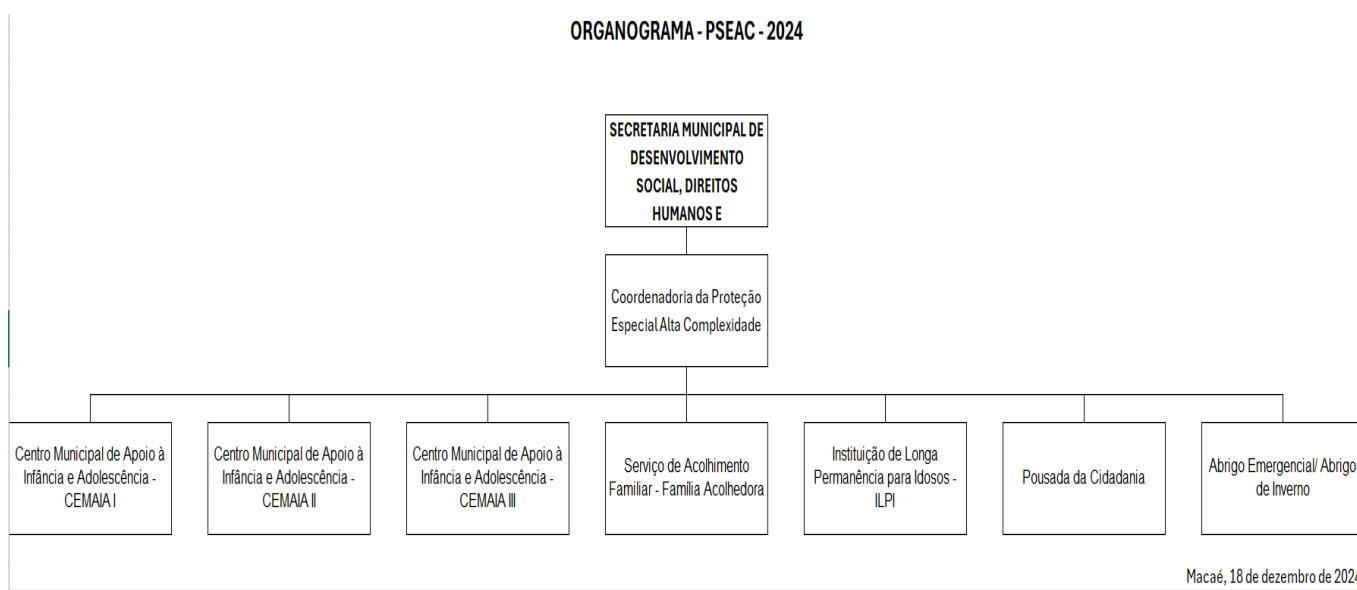 ORGANOGRAMA - PSEAC - 2024
SECRETARIA MUNICIPAL DE
DESENVOLVIMENTO
SOCIAL, DIREITOS
HUMANOS E
Coordenadoria da Proteção
Especial Alta Complexidade
Centro Municipal de Apoio à
Infância e Adolescência -
CEMAIA I
Centro Municipal de Apoio à
Infância e Adolescência -
CEMAIA II
Centro Municipal de Apoio à
Infância e Adolescência -
CEMAIA III
Serviço de Acolhimento
Familiar - Família Acolhedora
Instituição de Longa
Permanência para Idosos -
ILPI
Pousada da Cidadania
Abrigo Emergencial/ Abrigo
de Inverno
Macaé, 18 de dezembro de 2024